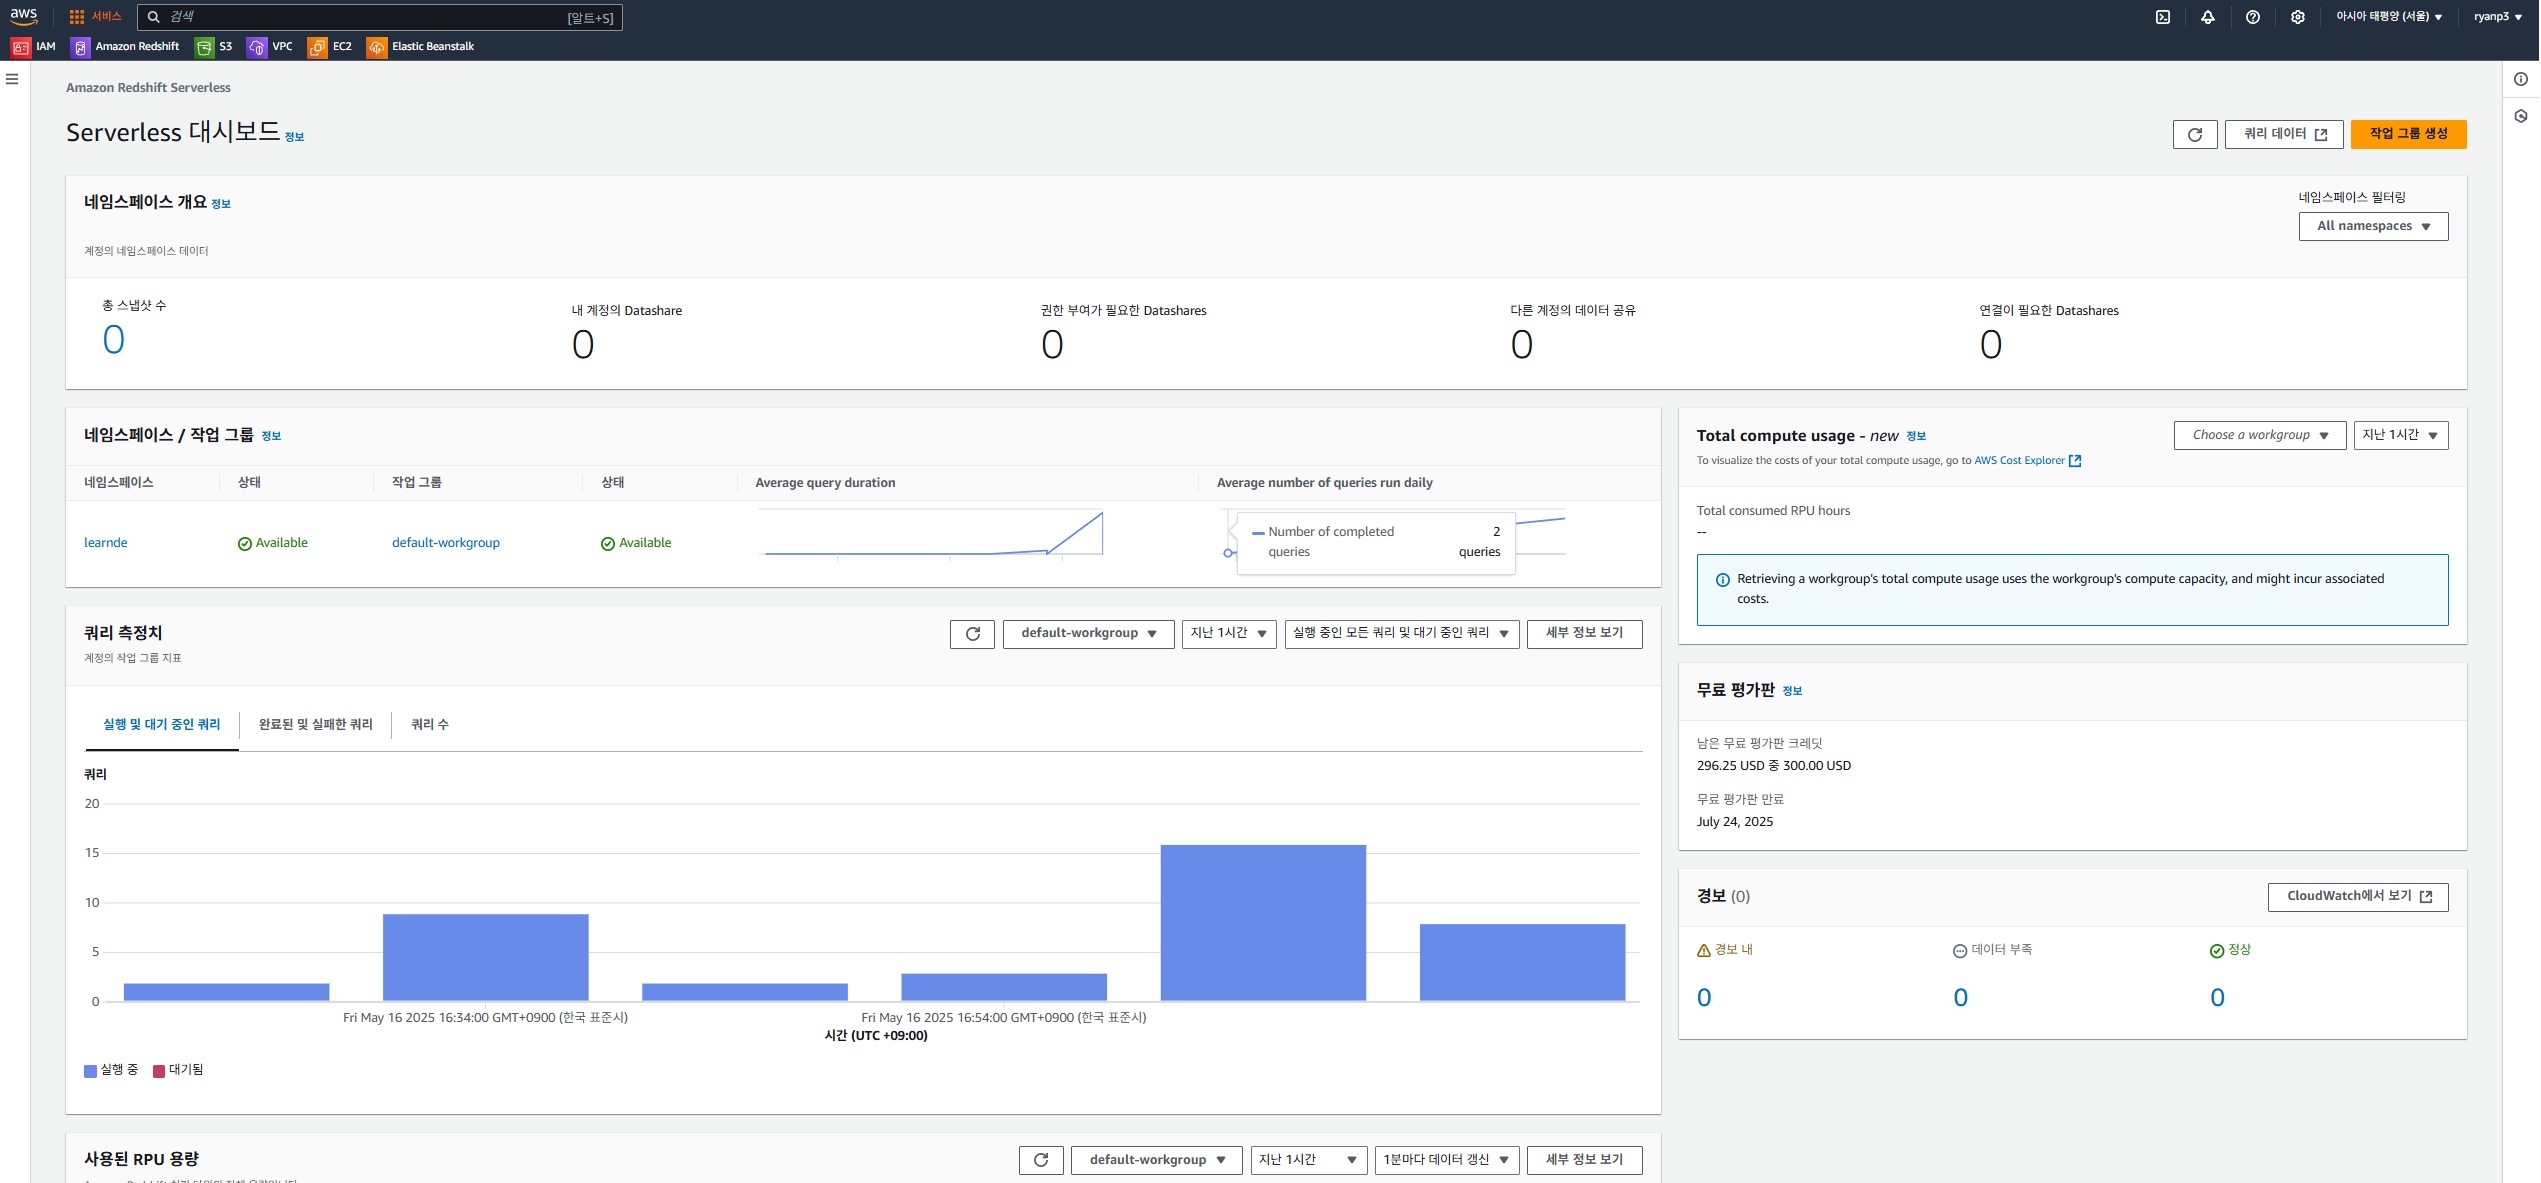 aws
서비스
검색
[알트+S]
아시아 태평양 (서울)
ryanp3
IAM
Amazon Redshift
S3
VPC
EC2
Elastic Beanstalk
Amazon Redshift Serverless
Serverless 대시보드 정보
쿼리 데이터
작업 그룹 생성
네임스페이스 개요 정보
계정의 네임스페이스 데이터
네임스페이스 필터링
All namespaces
총 스냅샷 수
0
내 계정의 Datashare
0
권한 부여가 필요한 Datashares
0
다른 계정의 데이터 공유
0
연결이 필요한 Datashares
0
네임스페이스 / 작업 그룹 정보
네임스페이스
상태
작업 그룹
상태
Average query duration
Average number of queries run daily
learnde
Available
default-workgroup
Available
Number of completed queries
2 queries
Total compute usage - new 정보
To visualize the costs of your total compute usage, go to AWS Cost Explorer
Choose a workgroup
지난 1시간
Total consumed RPU hours
--
Retrieving a workgroup's total compute usage uses the workgroup's compute capacity, and might incur associated
costs.
쿼리 측정치
계정의 작업 그룹 지표
default-workgroup
지난 1시간
실행 중인 모든 쿼리 및 대기 중인 쿼리
세부 정보 보기
실행 및 대기 중인 쿼리
완료된 및 실패한 쿼리
쿼리 수
쿼리
20
15
10
5
0
Fri May 16 2025 16:34:00 GMT+0900 (한국 표준시)
Fri May 16 2025 16:54:00 GMT+0900 (한국 표준시)
시간 (UTC +09:00)
실행 중
대기됨
무료 평가판 정보
남은 무료 평가판 크레딧
296.25 USD 중 300.00 USD
무료 평가판 만료
July 24, 2025
경보 (0)
CloudWatch에서 보기
경보 내
0
데이터 부족
0
정상
0
사용된 RPU 용량
default-workgroup
지난 1시간
1분마다 데이터 갱신
세부 정보 보기